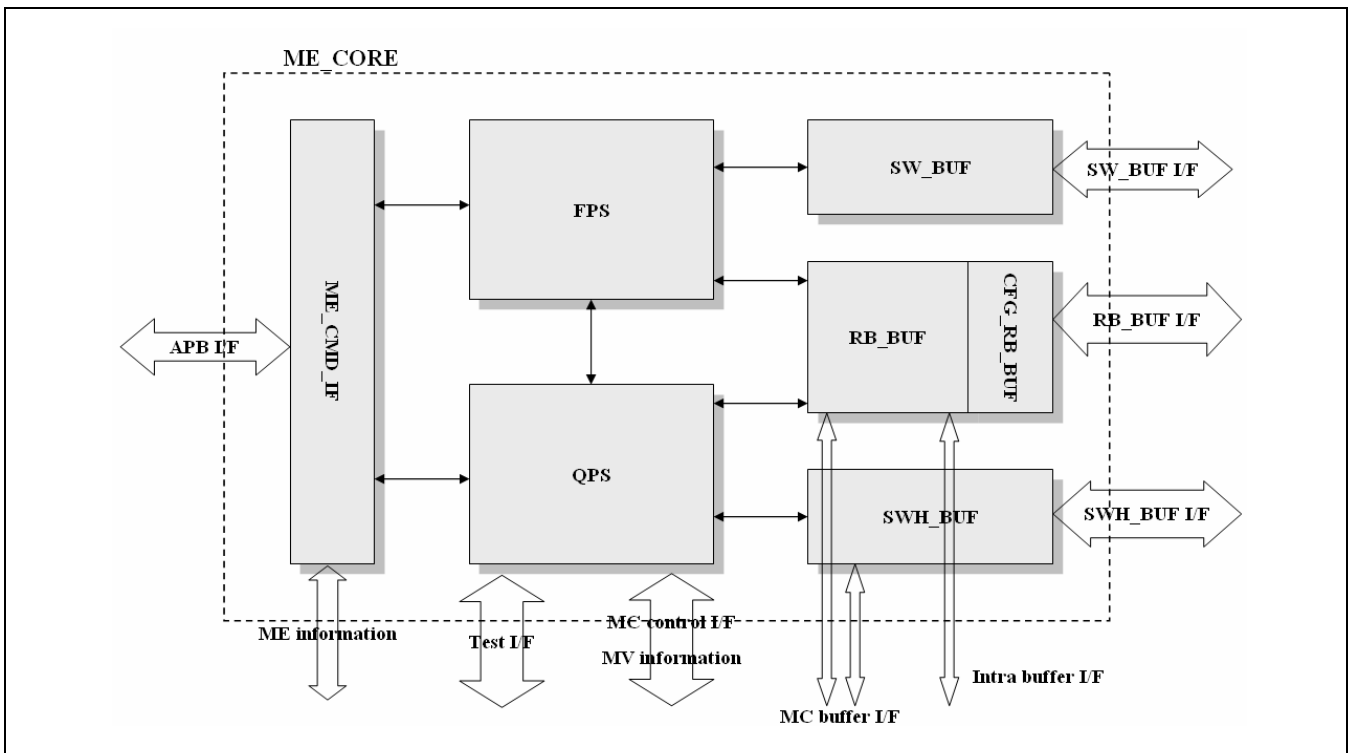 ME_CORE
FPS
SW_BUF
SW_BUF I/F
ME_CMD_IF
APB I/F
RB_BUF
CFG_RB_BUF
RB_BUF I/F
QPS
SWH_BUF
SWH_BUF I/F
ME information
Test I/F
MC control I/F
MV information
MC buffer I/F
Intra buffer I/F